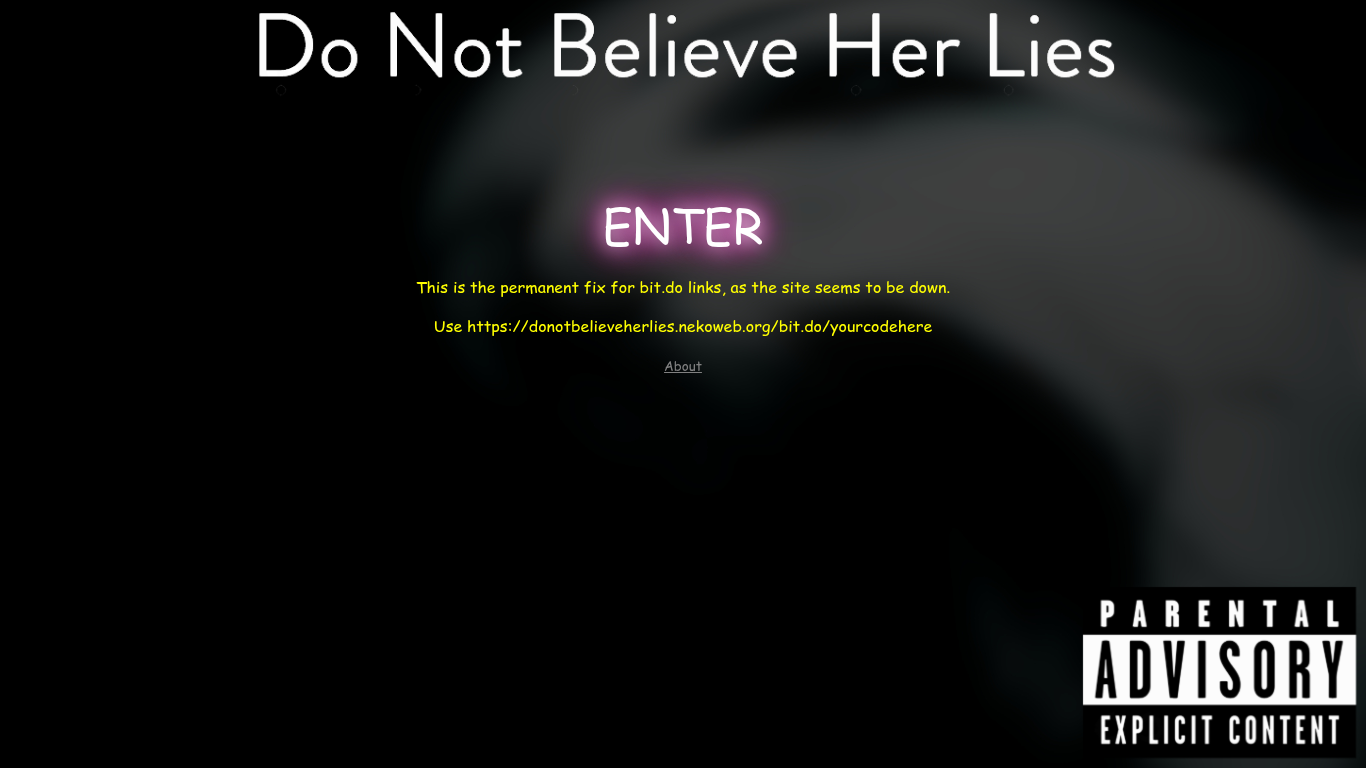 Do Not Believe Her Lies
ENTER
This is the permanent fix for bit.do links, as the site seems to be down.
Use https://donotbelieveherlies.nekoweb.org/bit.do/yourcodehere
About
PARENTAL
ADVISORY
EXPLICIT CONTENT